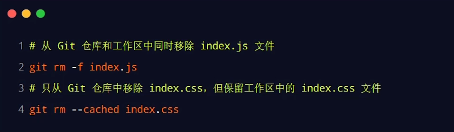 1 # 从 Git 仓库和工作区中同时移除 index.js 文件
2 git rm -f index.js
3 # 只从 Git 仓库中移除 index.css，但保留工作区中的 index.css 文件
4 git rm --cached index.css